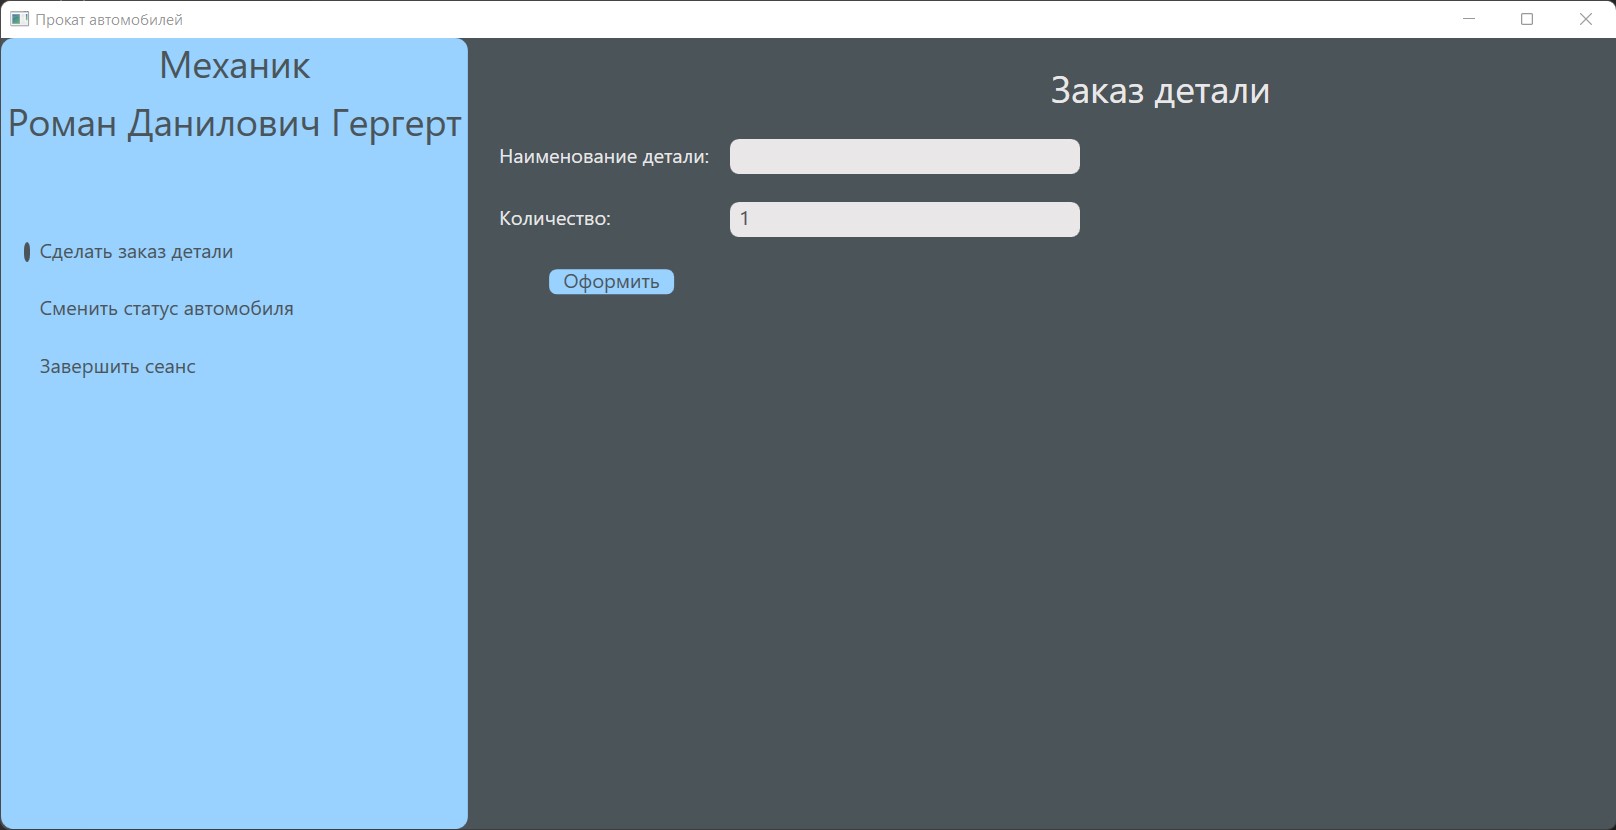 Прокат автомобилей
Механик
Роман Данилович Гергерт
Сделать заказ детали
Сменить статус автомобиля
Завершить сеанс
Заказ детали
Наименование детали:
Количество: 1
Оформить